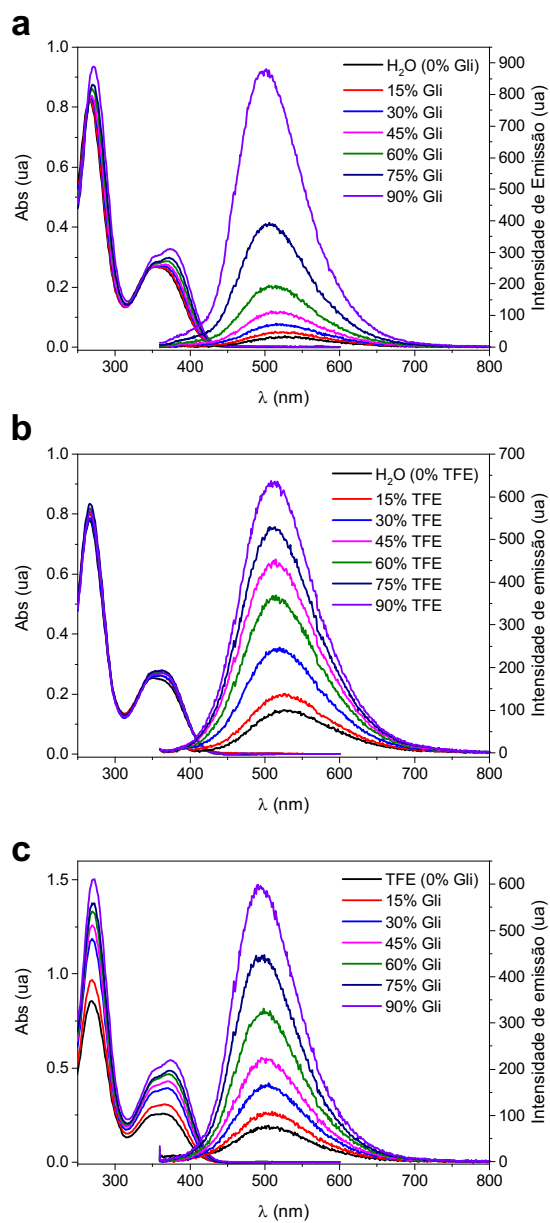 a
1.0
0.8
0.6
0.4
0.2
0.0
Abs (ua)
300
400
500
600
700
800
λ (nm)
900
800
700
600
500
400
300
200
100
0
Intensidade de Emissão (ua)
H₂O (0% Gli)
15% Gli
30% Gli
45% Gli
60% Gli
75% Gli
90% Gli
b
1.0
0.8
0.6
0.4
0.2
0.0
Abs (ua)
300
400
500
600
700
800
λ (nm)
700
600
500
400
300
200
100
0
Intensidade de emissão (ua)
H₂O (0% TFE)
15% TFE
30% TFE
45% TFE
60% TFE
75% TFE
90% TFE
c
1.5
1.0
0.5
0.0
Abs (ua)
300
400
500
600
700
800
λ (nm)
600
500
400
300
200
100
0
Intensidade de emissão (ua)
TFE (0% Gli)
15% Gli
30% Gli
45% Gli
60% Gli
75% Gli
90% Gli